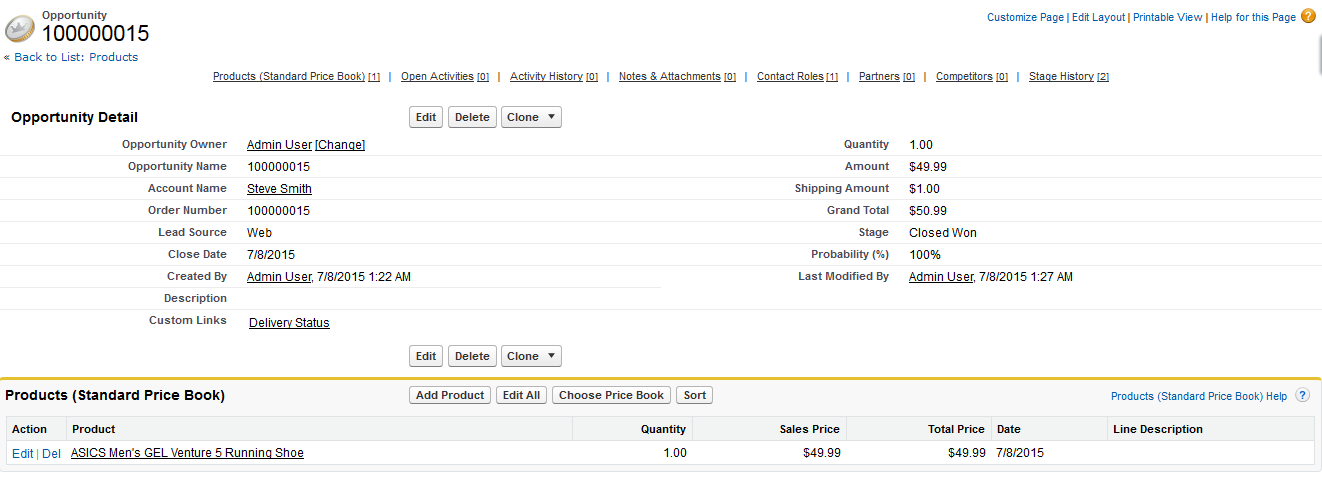 Opportunity
100000015
Customize Page | Edit Layout | Printable View | Help for this Page ?
« Back to List: Products
Products (Standard Price Book) [1] | Open Activities [0] | Activity History [0] | Notes & Attachments [0] | Contact Roles [1] | Partners [0] | Competitors [0] | Stage History [2]
Opportunity Detail Edit Delete Clone ▼
Opportunity Owner Admin User [Change] Quantity 1.00
Opportunity Name 100000015 Amount $49.99
Account Name Steve Smith Shipping Amount $1.00
Order Number 100000015 Grand Total $50.99
Lead Source Web Stage Closed Won
Close Date 7/8/2015 Probability (%) 100%
Created By Admin User, 7/8/2015 1:22 AM Last Modified By Admin User, 7/8/2015 1:27 AM
Description
Custom Links Delivery Status
Edit Delete Clone ▼
Products (Standard Price Book) Add Product Edit All Choose Price Book Sort Products (Standard Price Book) Help ?
Action Product Quantity Sales Price Total Price Date Line Description
Edit | Del ASICS Men's GEL Venture 5 Running Shoe 1.00 $49.99 $49.99 7/8/2015